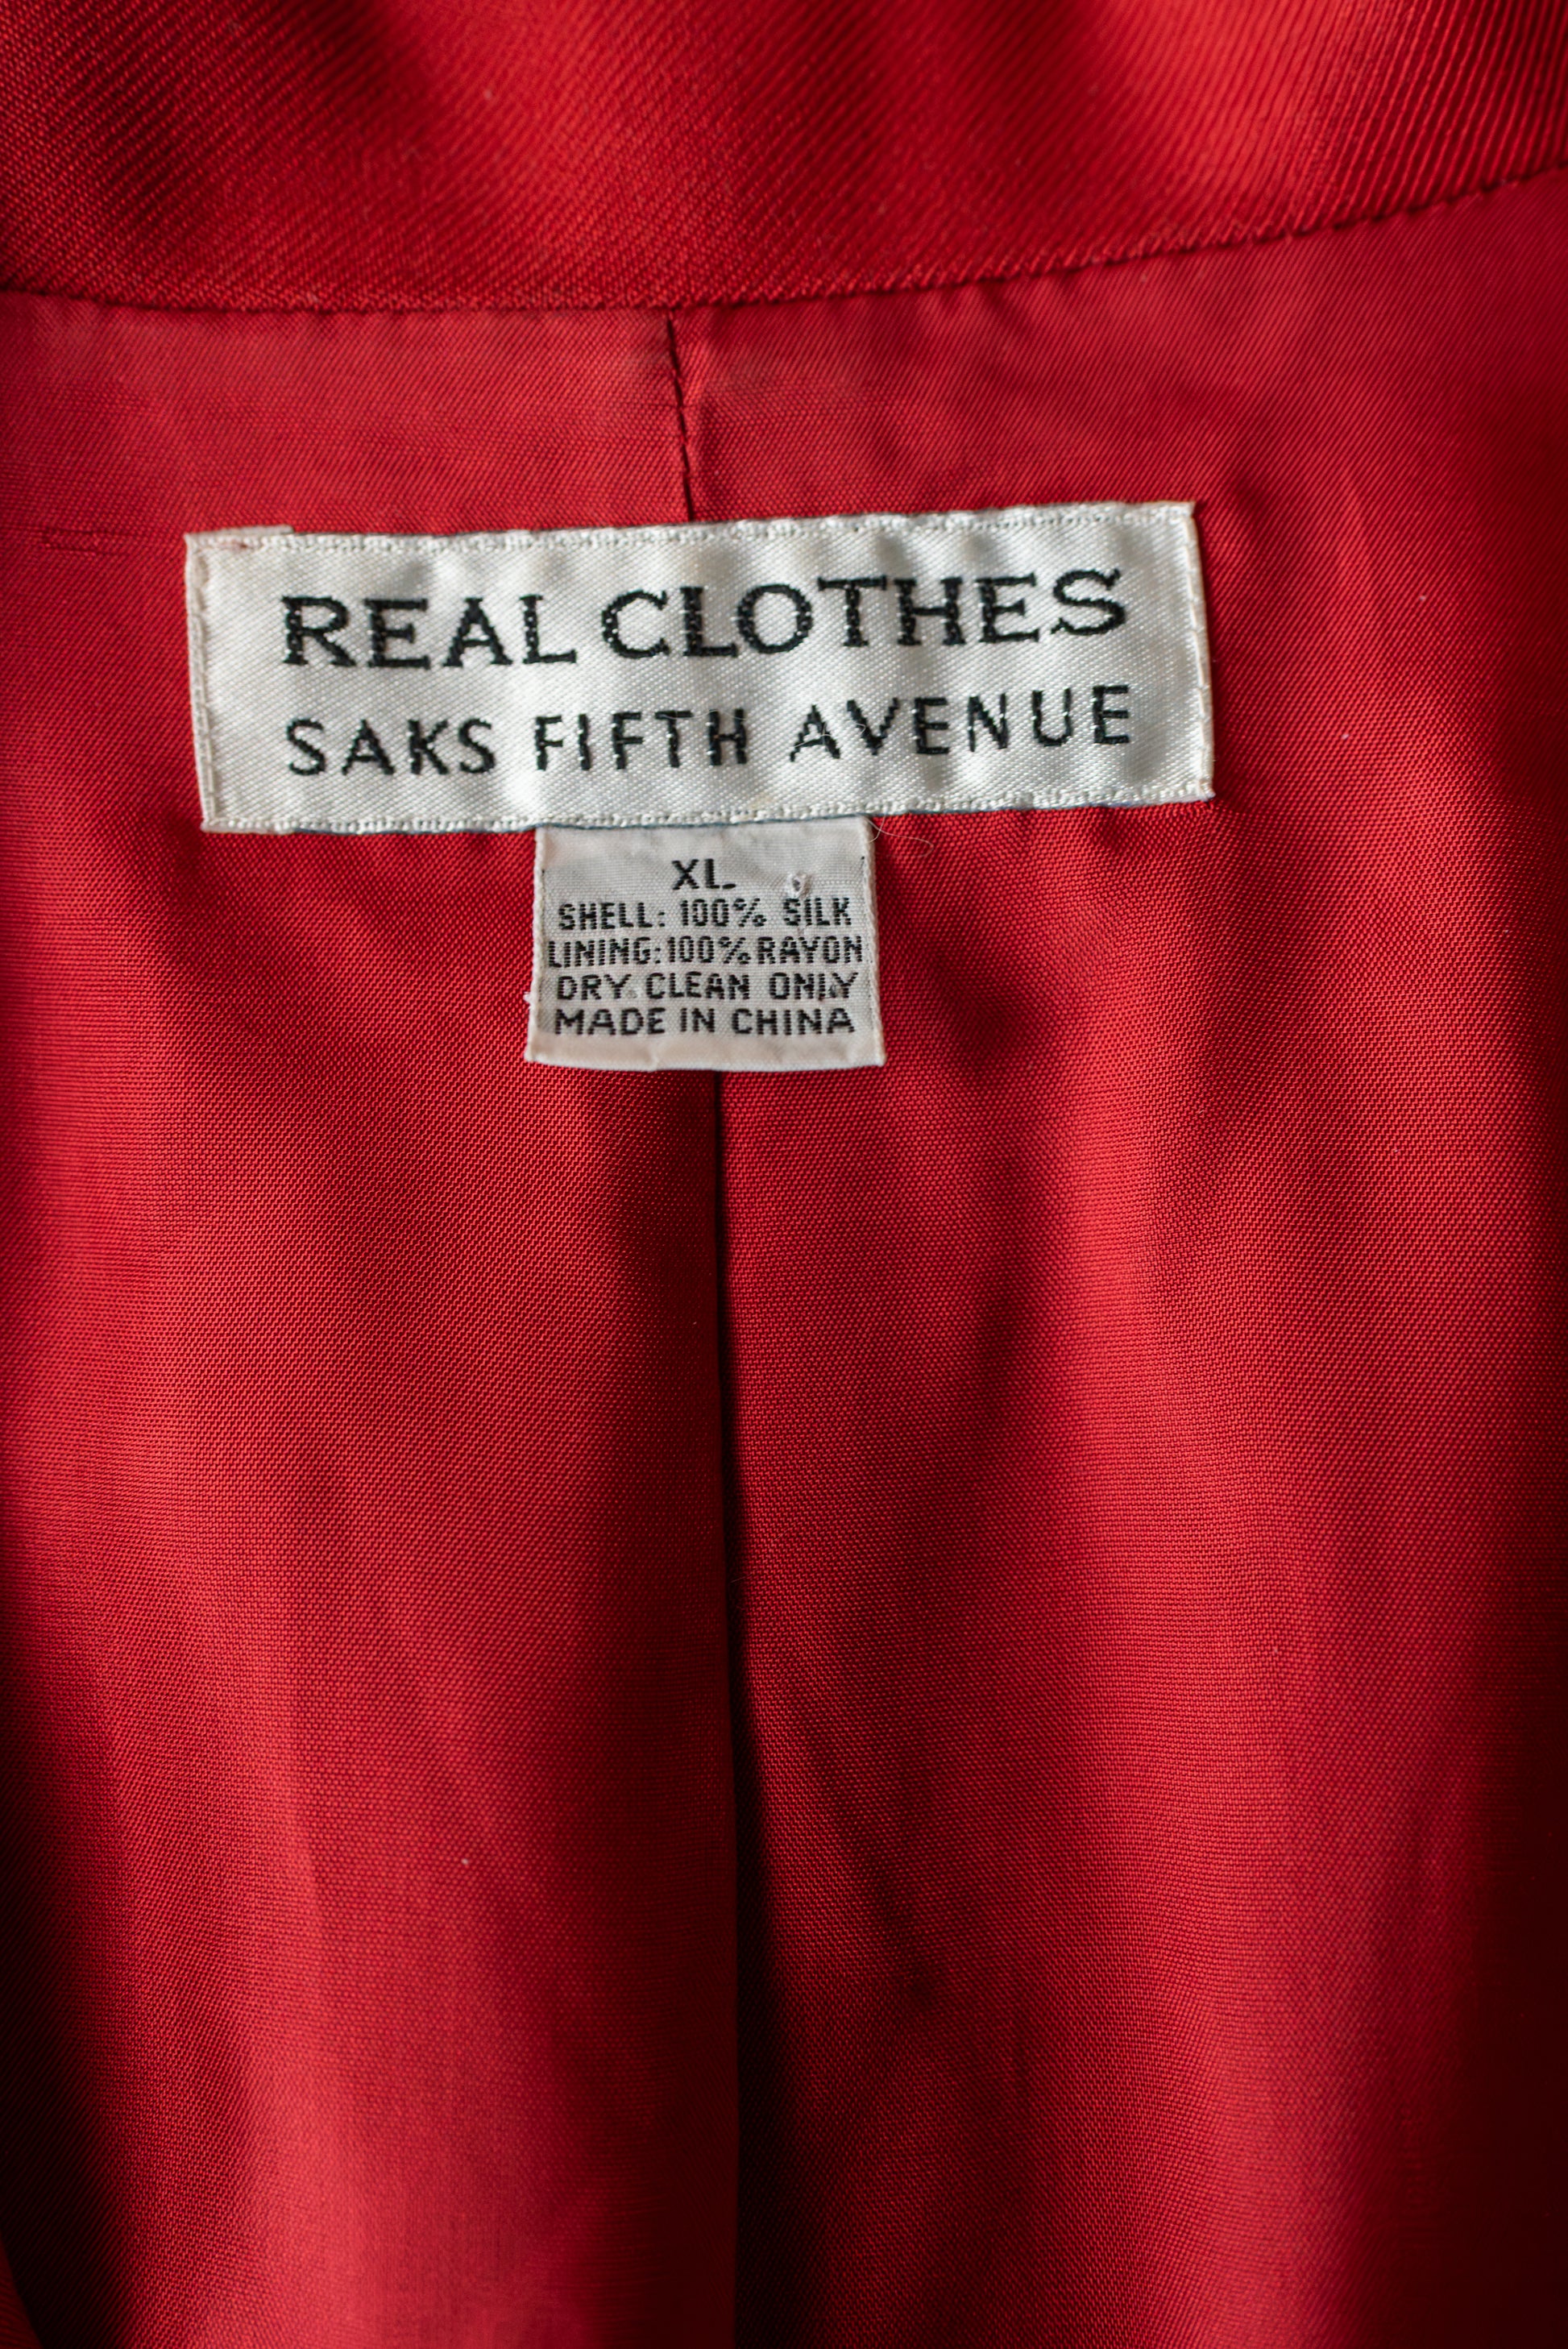 REAL CLOTHES
SAKS FIFTH AVENUE
XL
SHELL: 100% SILK
LINING: 100% RAYON
DRY CLEAN ONLY
MADE IN CHINA